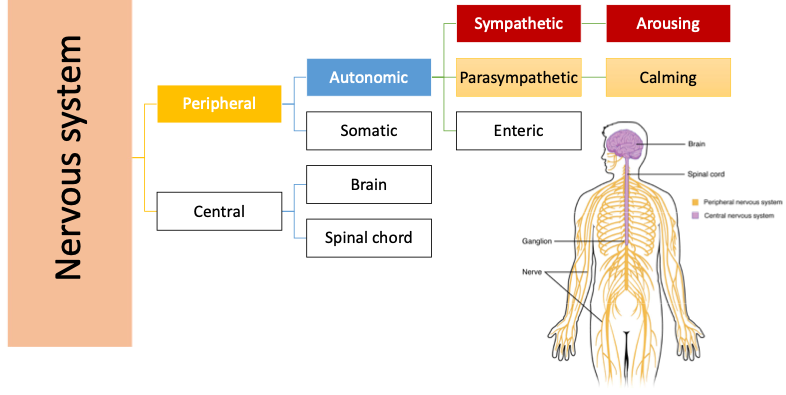 Nervous system
Peripheral
Central
Autonomic
Somatic
Brain
Spinal chord
Sympathetic
Parasympathetic
Enteric
Arousing
Calming
Brain
Spinal cord
Peripheral nervous system
Central nervous system
Ganglion
Nerve